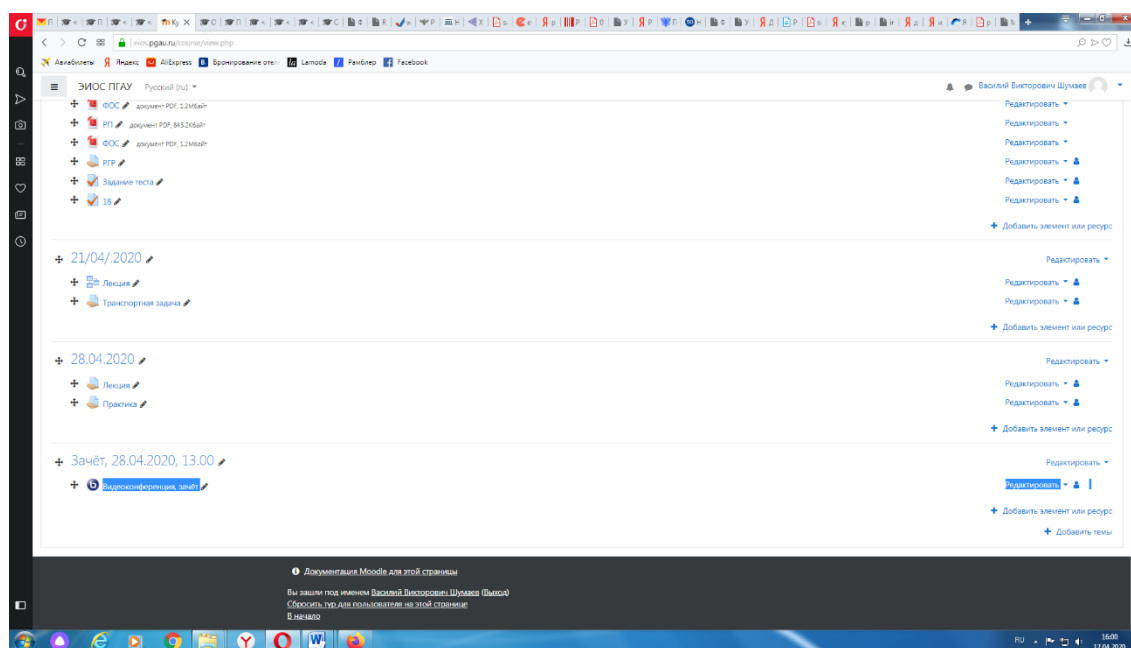 eios.pgau.ru/course/view.php
Авиабилеты Яндекс AliExpress Бронирование отел Lamoda Рамблер Facebook
ЭИОС ПГАУ Русский (ru) Василий Викторович Шумаев
ФОС документ PDF, 1.2Мбайт Редактировать
РП документ PDF, 843.2Кбайт Редактировать
ФОС документ PDF, 1.2Мбайт Редактировать
РГР Редактировать
Задание теста Редактировать
18 Редактировать
Добавить элемент или ресурс
21/04/.2020 Редактировать
Лекция Редактировать
Транспортная задача Редактировать
Добавить элемент или ресурс
28.04.2020 Редактировать
Лекция Редактировать
Практика Редактировать
Добавить элемент или ресурс
Зачёт, 28.04.2020, 13.00 Редактировать
Видеоконференция, зачёт Редактировать
Добавить элемент или ресурс
Добавить темы
Документация Moodle для этой страницы
Вы зашли под именем Василий Викторович Шумаев (Выход)
Сбросить тур для пользователя на этой странице
В начало
RU 16:00
17.04.2020